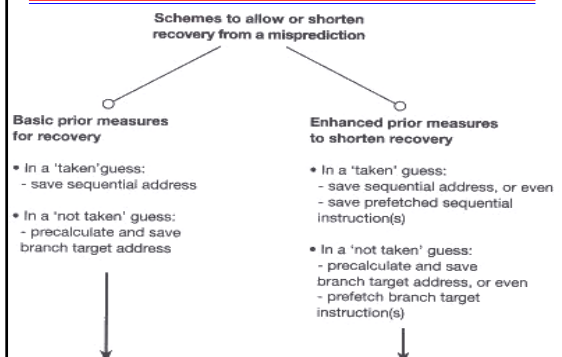 Schemes to allow or shorten
recovery from a misprediction
Basic prior measures
for recovery
• In a 'taken'guess:
- save sequential address
• In a 'not taken' guess:
- precalculate and save
branch target address
Enhanced prior measures
to shorten recovery
• In a 'taken' guess:
- save sequential address, or even
- save prefetched sequential
instruction(s)
• In a 'not taken' guess:
- precalculate and save
branch target address, or even
- prefetch branch target
instruction(s)